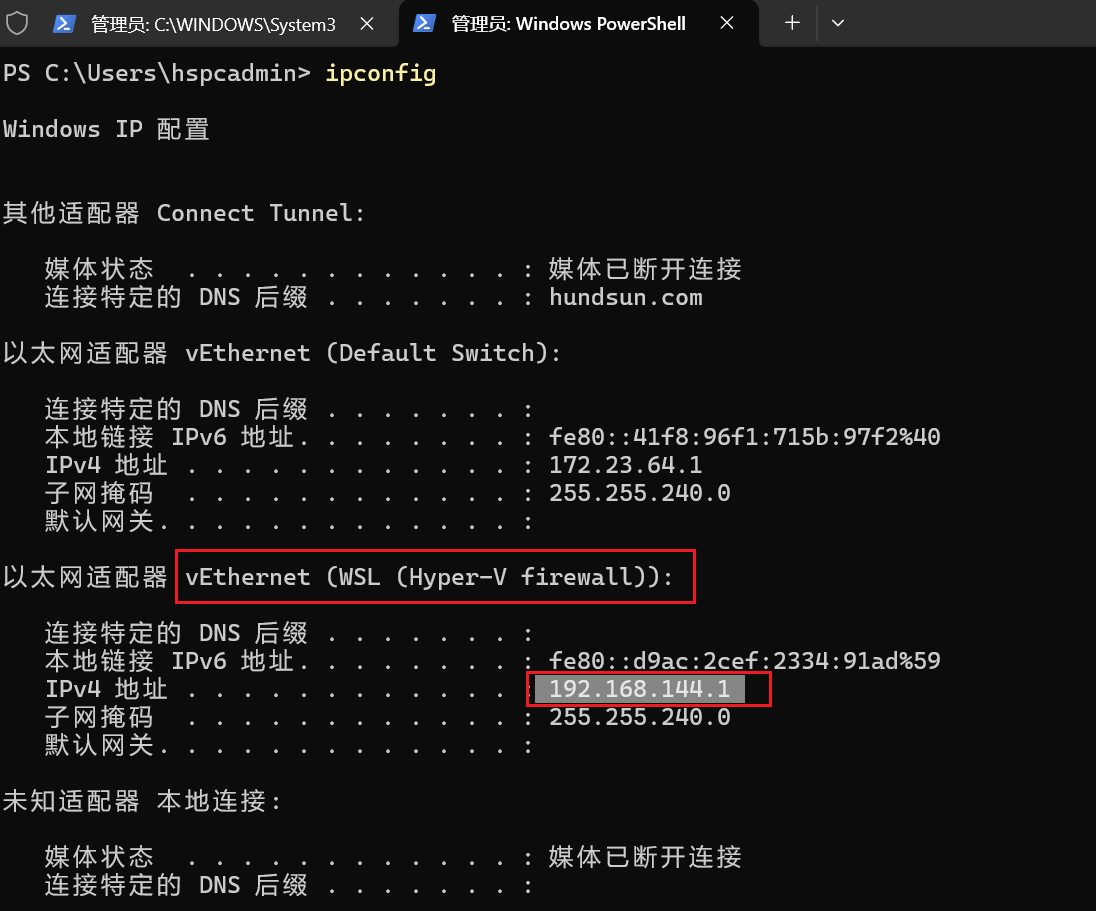 管理员: C:\WINDOWS\System3
管理员: Windows PowerShell
PS C:\Users\hspcadmin> ipconfig
Windows IP 配置
其他适配器 Connect Tunnel:
媒体状态 . . . . . . . . . . . . : 媒体已断开连接
连接特定的 DNS 后缀 . . . . . . . : hundsun.com
以太网适配器 vEthernet (Default Switch):
连接特定的 DNS 后缀 . . . . . . . :
本地链接 IPv6 地址. . . . . . . . : fe80::41f8:96f1:715b:97f2%40
IPv4 地址 . . . . . . . . . . . . : 172.23.64.1
子网掩码 . . . . . . . . . . . . : 255.255.240.0
默认网关. . . . . . . . . . . . . :
以太网适配器 vEthernet (WSL (Hyper-V firewall)):
连接特定的 DNS 后缀 . . . . . . . :
本地链接 IPv6 地址. . . . . . . . : fe80::d9ac:2cef:2334:91ad%59
IPv4 地址 . . . . . . . . . . . . : 192.168.144.1
子网掩码 . . . . . . . . . . . . : 255.255.240.0
默认网关. . . . . . . . . . . . . :
未知适配器 本地连接:
媒体状态 . . . . . . . . . . . . : 媒体已断开连接
连接特定的 DNS 后缀 . . . . . . . :